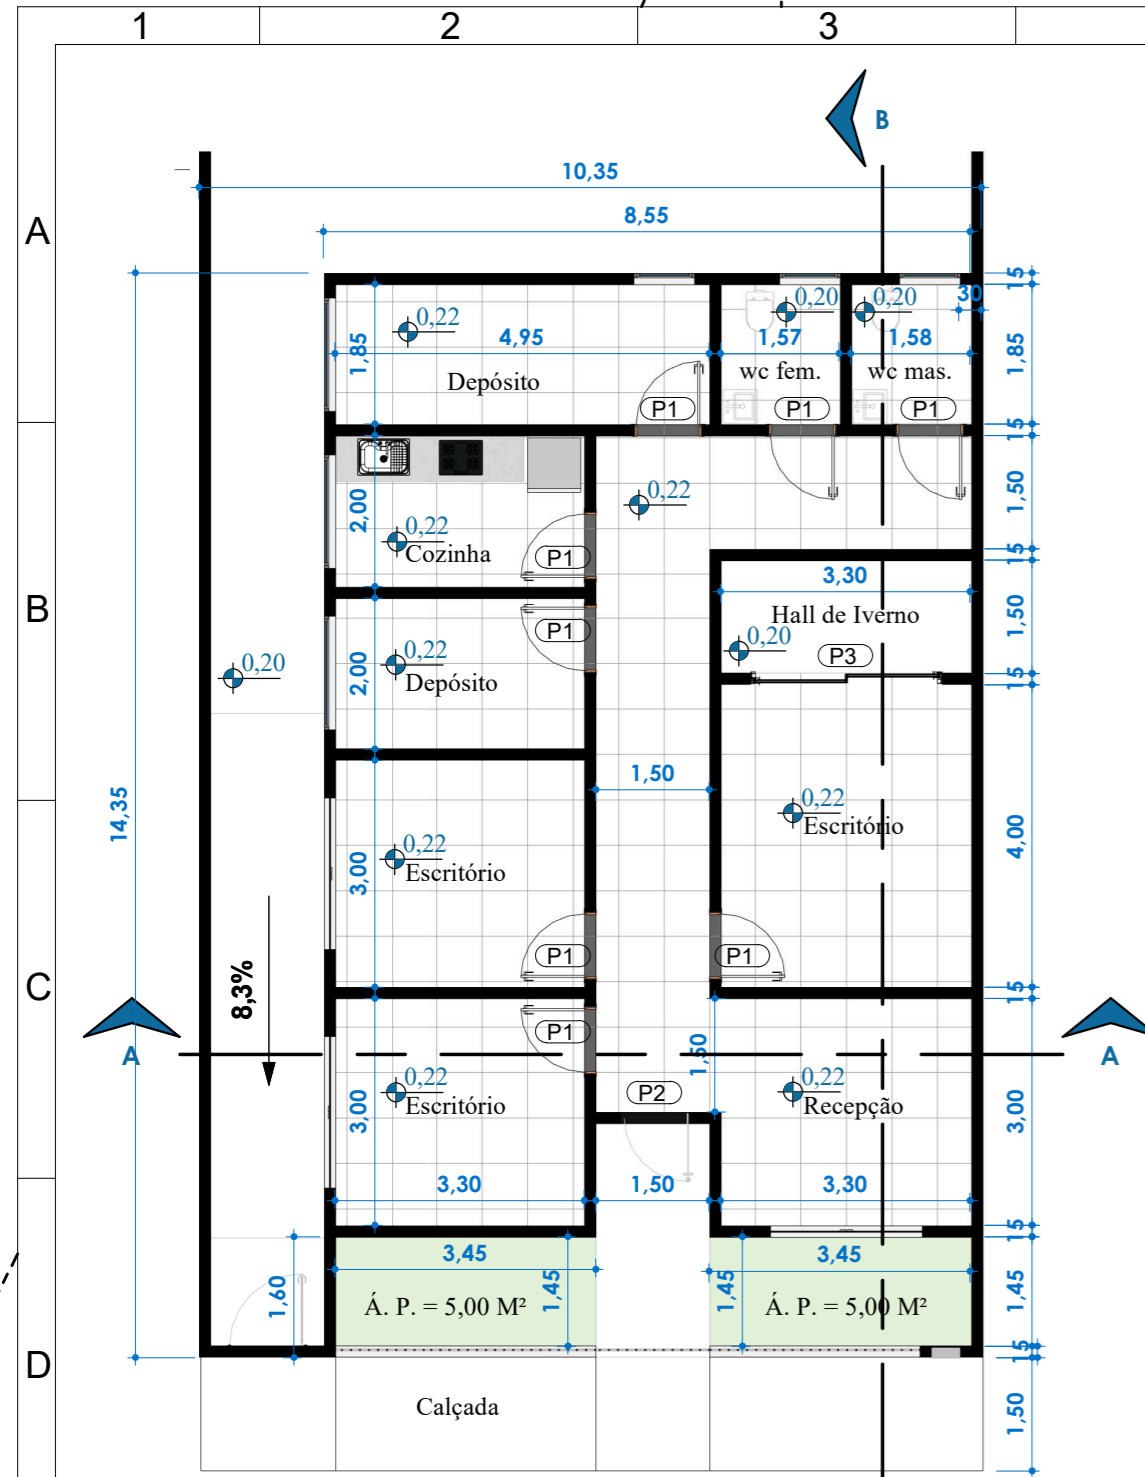 1
2
3
B
10,35
A
8,55
15
30
0,22
0,20
0,20
1,85
4,95
1,57
1,58
1,85
Depósito
wc fem.
wc mas.
P1
P1
P1
15
2,00
0,22
1,50
0,22
Cozinha
P1
15
3,30
B
Hall de Iverno
1,50
P1
0,20
P3
0,20
0,22
2,00
Depósito
15
1,50
0,22
14,35
Escritório
4,00
0,22
3,00
Escritório
P1
P1
C
8,3%
15
P1
1,50
A
A
0,22
P2
0,22
Escritório
Recepção
3,00
3,00
3,30
1,50
3,30
15
3,45
3,45
1,60
1,45
1,45
1,45
Á. P. = 5,00 M²
Á. P. = 5,00 M²
15
D
Calçada
1,50